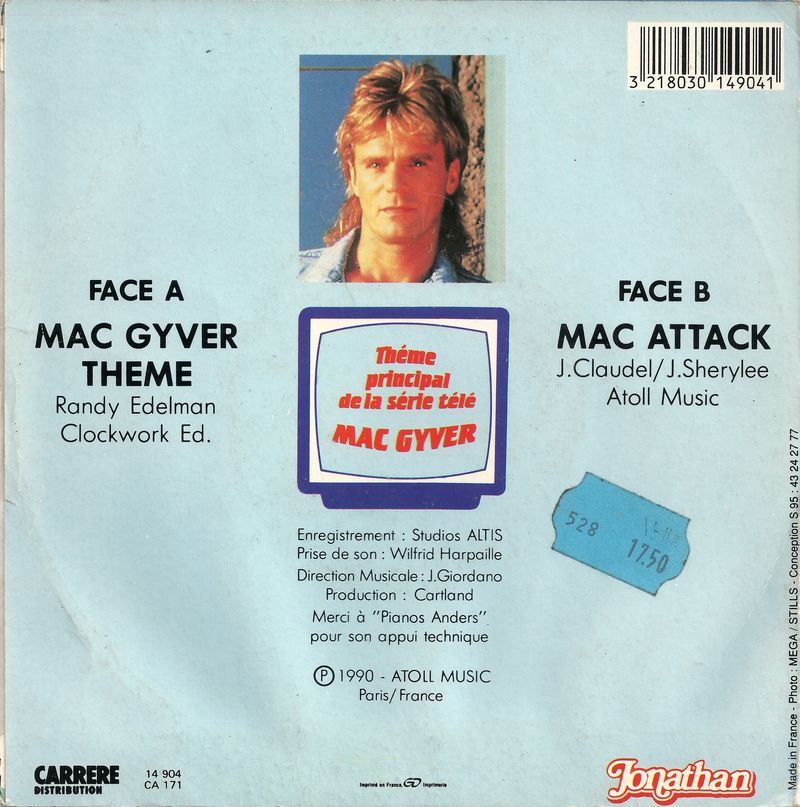 3 218030 149041
FACE A
MAC GYVER
THEME
Randy Edelman
Clockwork Ed.
Théme
principal
de la série télé
MAC GYVER
FACE B
MAC ATTACK
J.Claudel/J.Sherylee
Atoll Music
528
17.50
Enregistrement : Studios ALTIS
Prise de son : Wilfrid Harpaille
Direction Musicale : J.Giordano
Production : Cartland
Merci à "Pianos Anders"
pour son appui technique
Ⓟ 1990 - ATOLL MUSIC
Paris/France
CARRERE
DISTRIBUTION
14 904
CA 171
Imprimé en France, GD Imprimerie
Jonathan
Made in France - Photo : MEGA / STILLS - Conception S 95 : 43 24 27 77